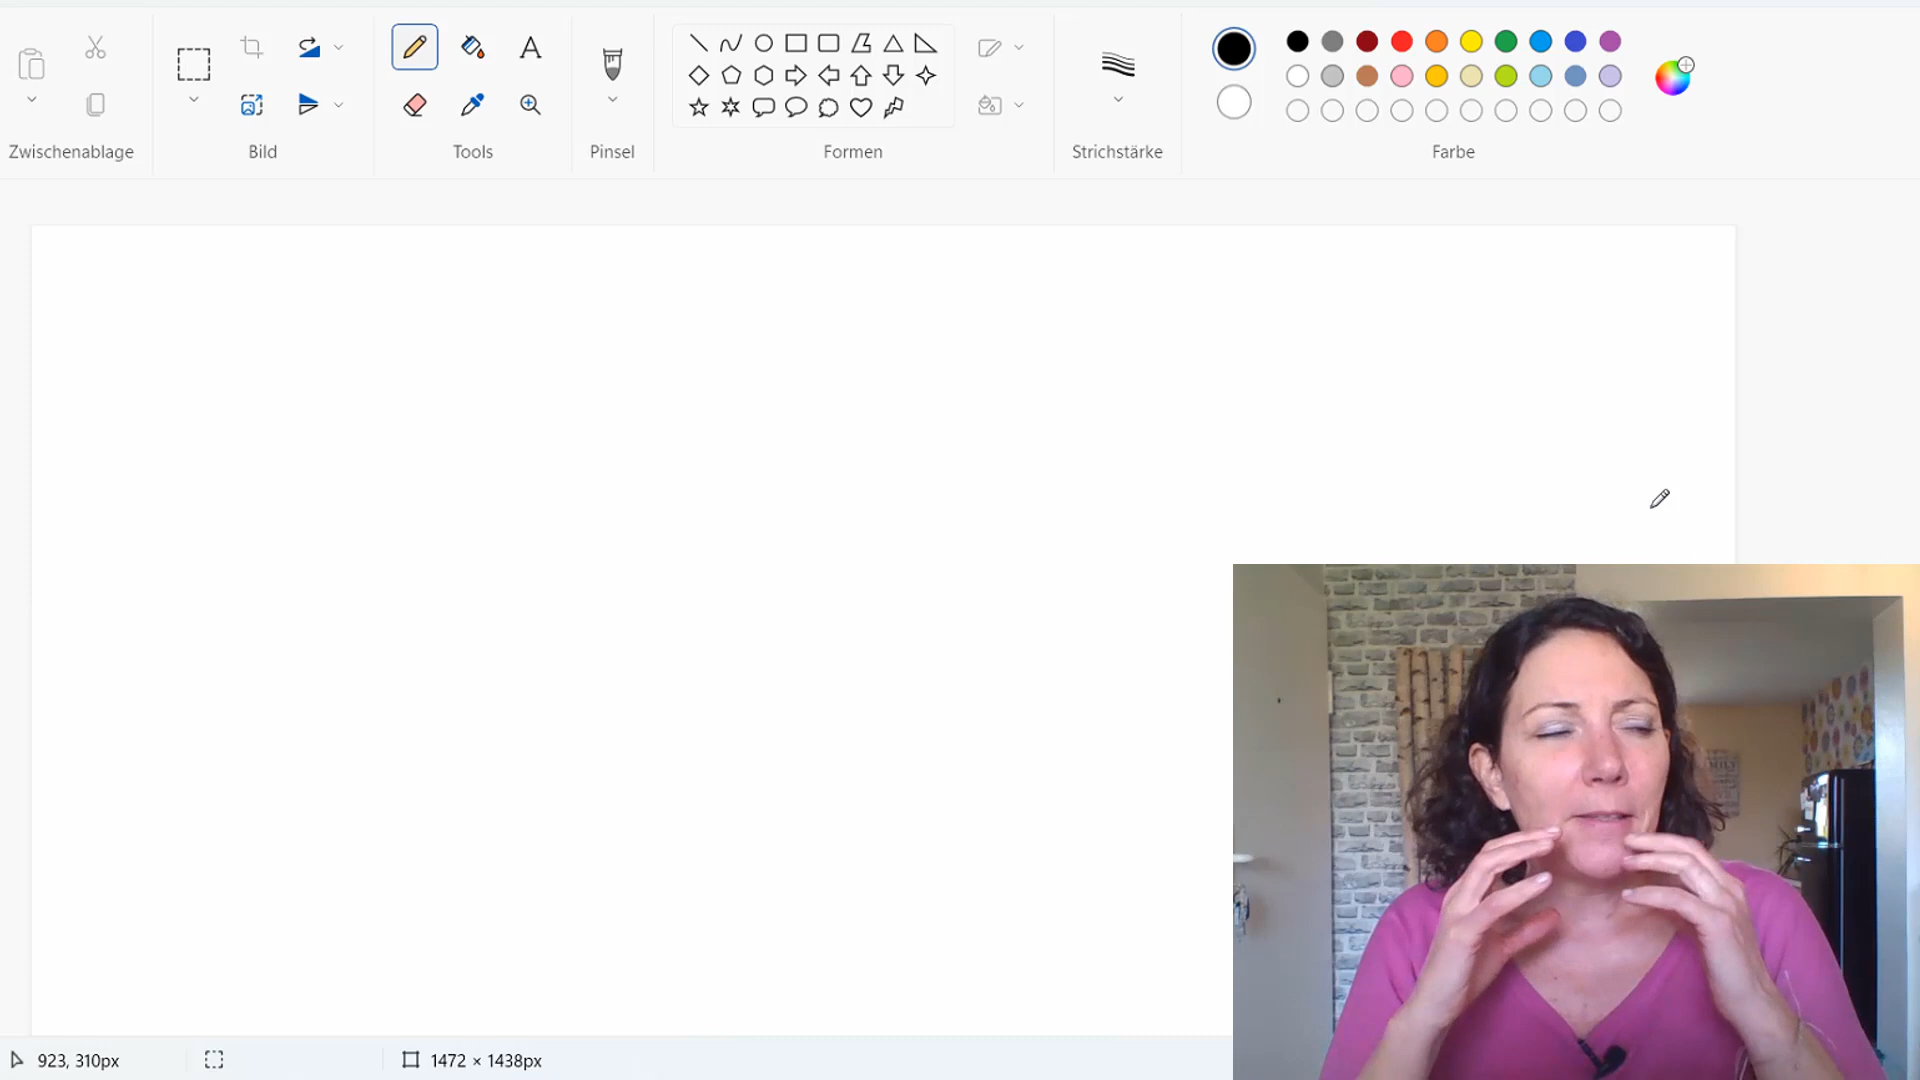 Zwischenablage
Bild
Tools
Pinsel
Formen
Strichstärke
Farbe
923, 310px
1472 × 1438px